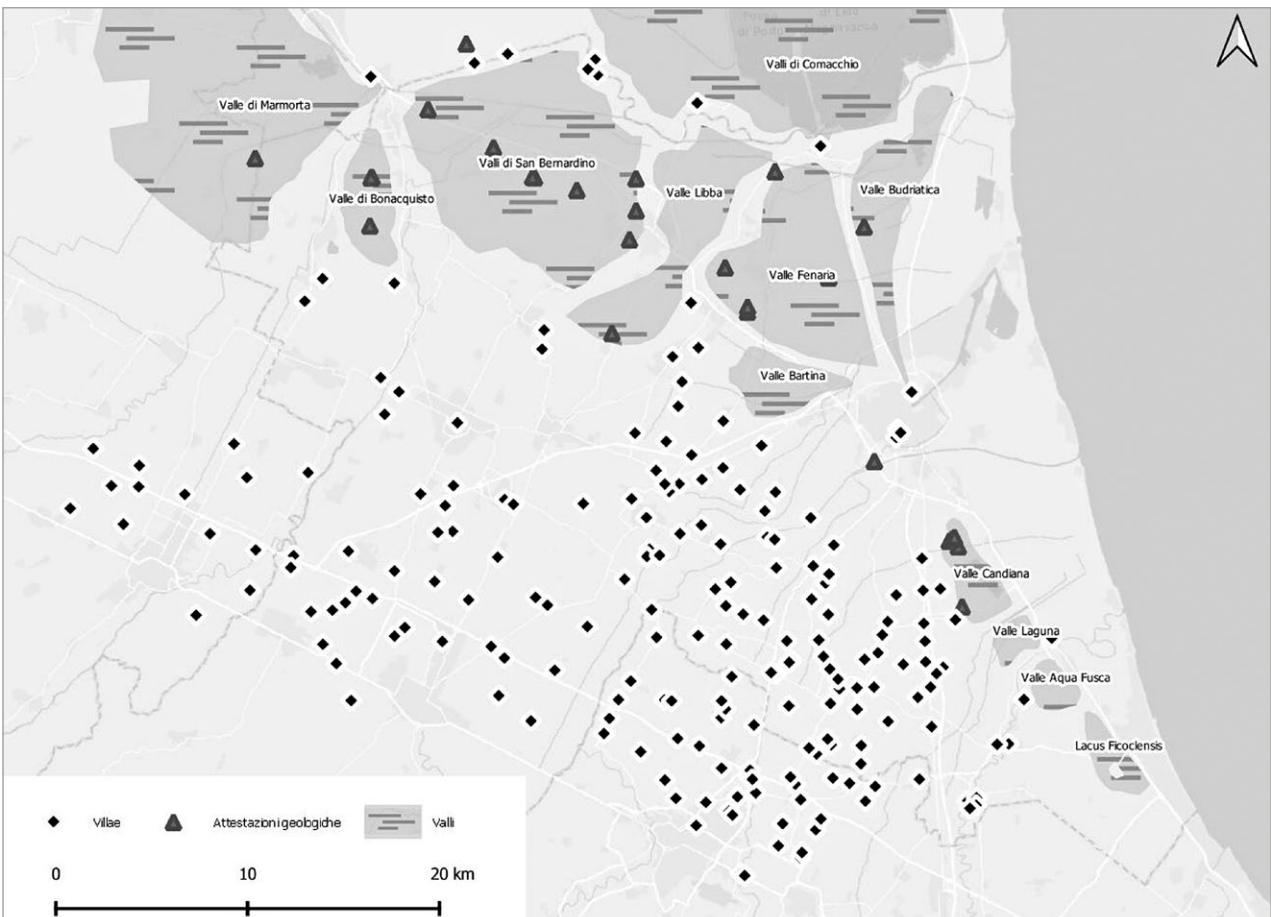 Valli di Comacchio
Valle di Marmorta
Valli di San Bernardino
Valle di Bonacquisto
Valle Libba
Valle Budriatica
Valle Fenaria
Valle Bartina
Valle Candiana
Valle Laguna
Valle Aqua Fusca
Lacus Ficoclensis
Villae
Attestazioni geologiche
Valli
0 10 20 km